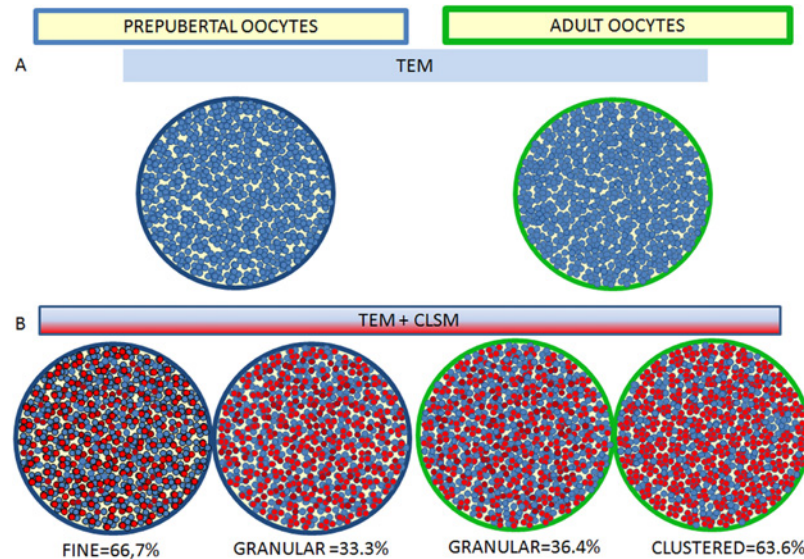 PREPUBERTAL OOCYTES
ADULT OOCYTES
A
TEM
B
TEM + CLSM
FINE=66,7%
GRANULAR =33.3%
GRANULAR=36.4%
CLUSTERED=63.6%